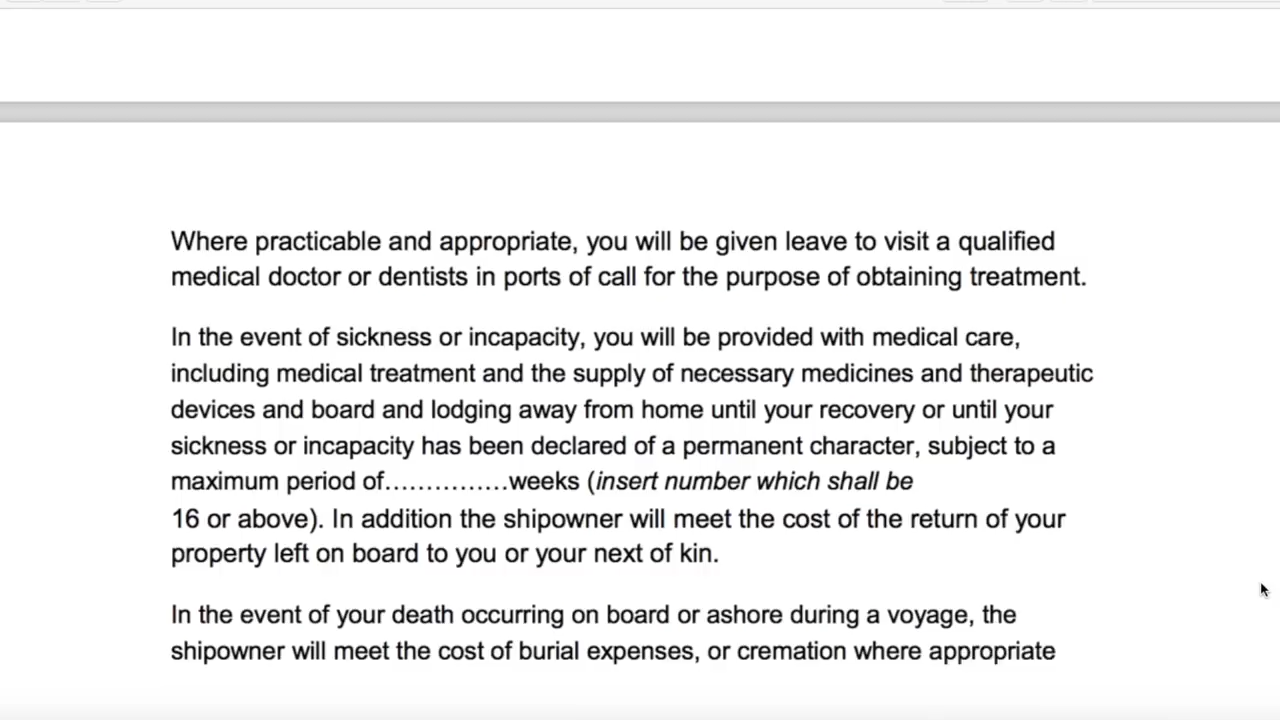 Where practicable and appropriate, you will be given leave to visit a qualified
medical doctor or dentists in ports of call for the purpose of obtaining treatment.
In the event of sickness or incapacity, you will be provided with medical care,
including medical treatment and the supply of necessary medicines and therapeutic
devices and board and lodging away from home until your recovery or until your
sickness or incapacity has been declared of a permanent character, subject to a
maximum period of……………weeks (insert number which shall be
16 or above). In addition the shipowner will meet the cost of the return of your
property left on board to you or your next of kin.
In the event of your death occurring on board or ashore during a voyage, the
shipowner will meet the cost of burial expenses, or cremation where appropriate